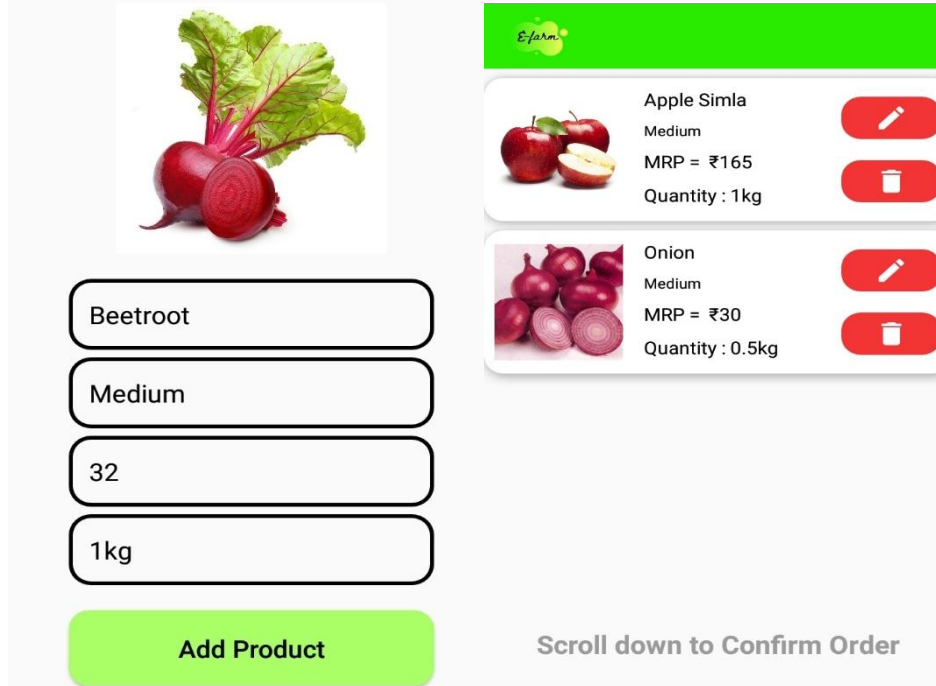 Beetroot
Medium
32
1kg
Add Product
E-farm
Apple Simla
Medium
MRP = ₹165
Quantity : 1kg
Onion
Medium
MRP = ₹30
Quantity : 0.5kg
Scroll down to Confirm Order